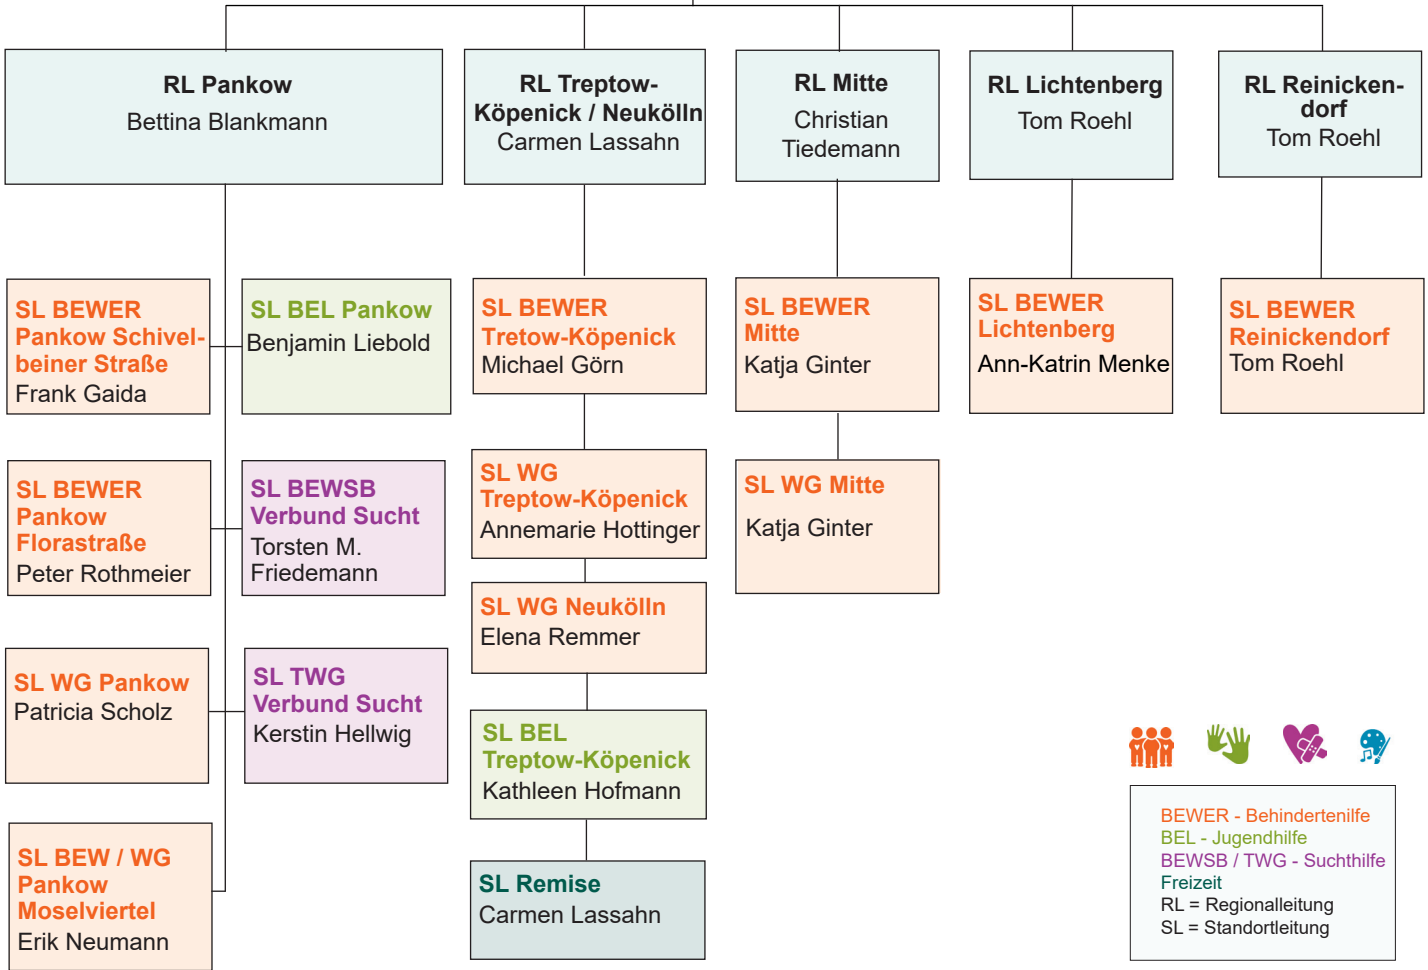 RL Pankow
Bettina Blankmann
RL Treptow-
Köpenick / Neukölln
Carmen Lassahn
RL Mitte
Christian
Tiedemann
RL Lichtenberg
Tom Roehl
RL Reinicken-
dorf
Tom Roehl
SL BEWER
Pankow Schivel-
beiner Straße
Frank Gaida
SL BEL Pankow
Benjamin Liebold
SL BEWER
Pankow
Florastraße
Peter Rothmeier
SL BEWSB
Verbund Sucht
Torsten M.
Friedemann
SL WG Pankow
Patricia Scholz
SL TWG
Verbund Sucht
Kerstin Hellwig
SL BEW / WG
Pankow
Moselviertel
Erik Neumann
SL BEWER
Tretow-Köpenick
Michael Görn
SL WG
Treptow-Köpenick
Annemarie Hottinger
SL WG Neukölln
Elena Remmer
SL BEL
Treptow-Köpenick
Kathleen Hofmann
SL Remise
Carmen Lassahn
SL BEWER
Mitte
Katja Ginter
SL WG Mitte
Katja Ginter
SL BEWER
Lichtenberg
Ann-Katrin Menke
SL BEWER
Reinickendorf
Tom Roehl
BEWER - Behindertenilfe
BEL - Jugendhilfe
BEWSB / TWG - Suchthilfe
Freizeit
RL = Regionalleitung
SL = Standortleitung